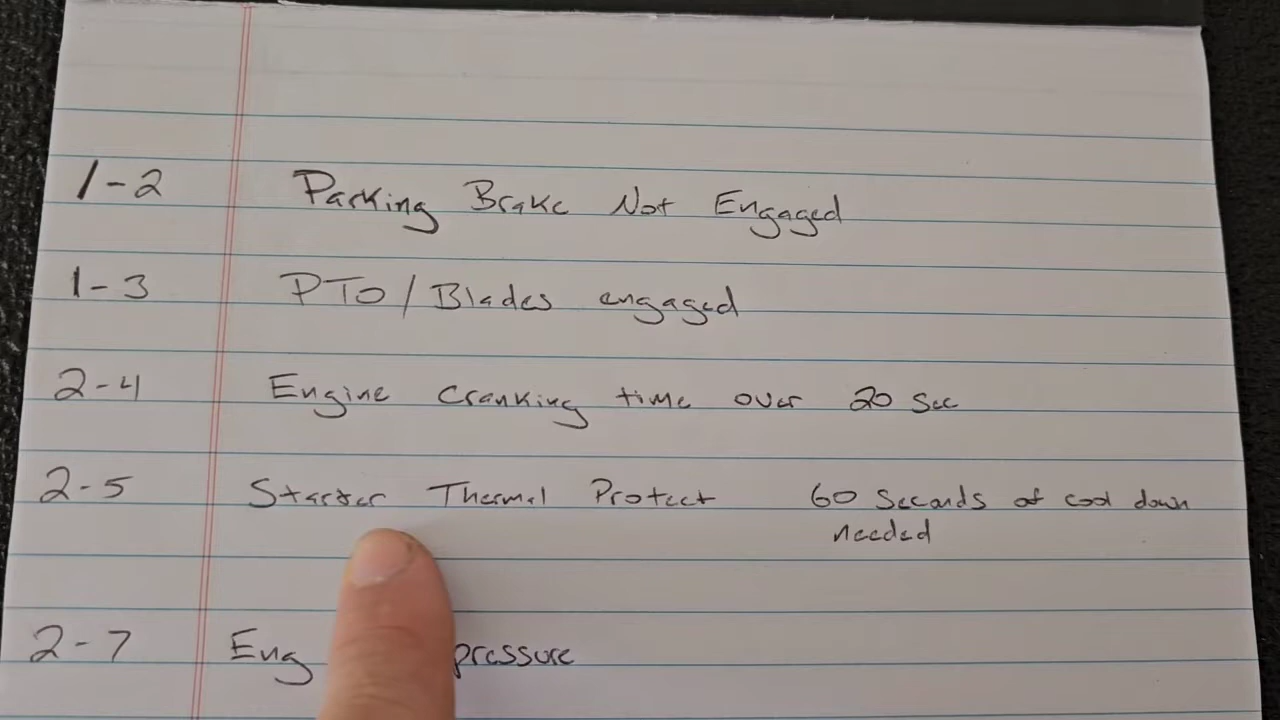 1-2 Parking Brake Not Engaged
1-3 PTO/Blades engaged
2-4 Engine Cranking time over 20 Sec
2-5 Starter Thermal Protect 60 Seconds of cool down
needed
2-7 Eng pressure